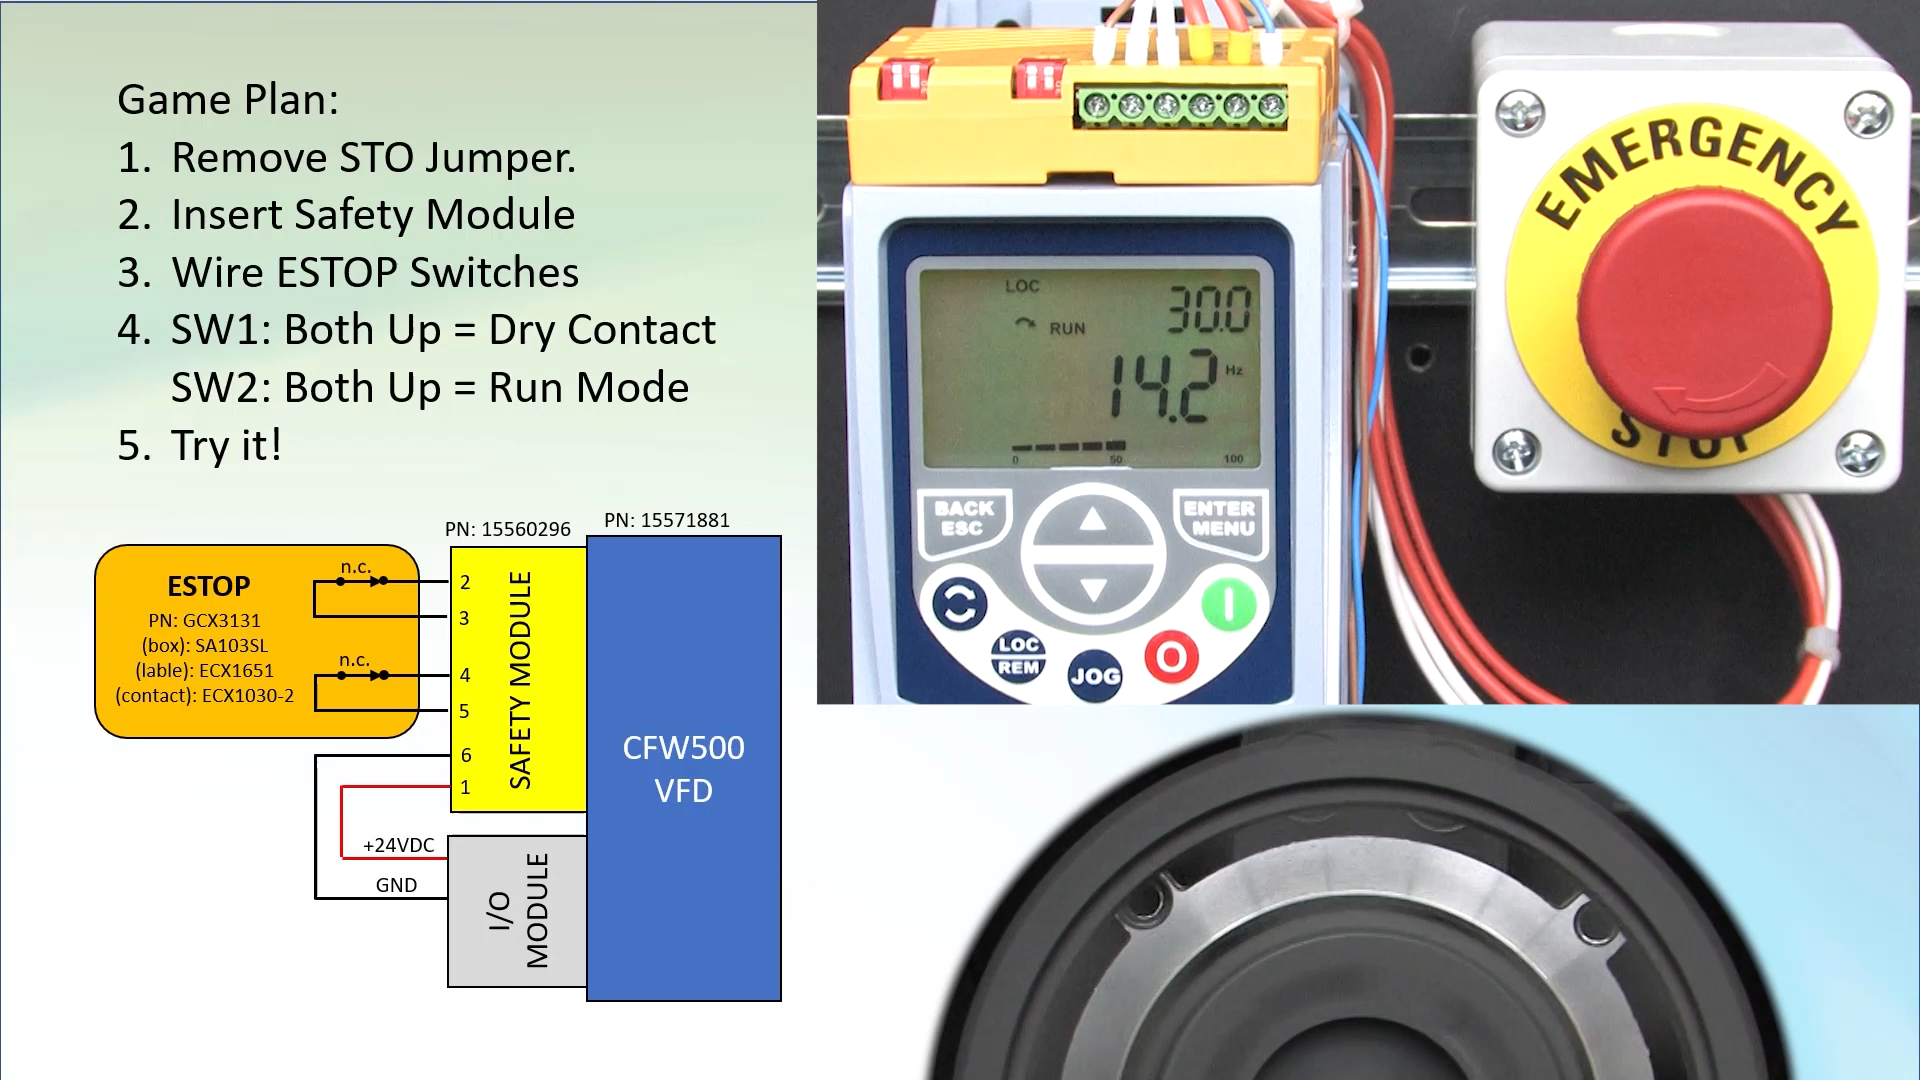 Game Plan:
1. Remove STO Jumper.
2. Insert Safety Module
3. Wire ESTOP Switches
4. SW1: Both Up = Dry Contact
SW2: Both Up = Run Mode
5. Try it!
PN: 15560296
PN: 15571881
ESTOP
PN: GCX3131
(box): SA103SL
(lable): ECX1651
(contact): ECX1030-2
n.c.
n.c.
2
3
4
5
6
1
SAFETY MODULE
CFW500
VFD
+24VDC
GND
I/O
MODULE
LOC
30.0
RUN
14.2 Hz
0 50 100
BACK
ESC
ENTER
MENU
LOC
REM
JOG
EMERGENCY
STOP